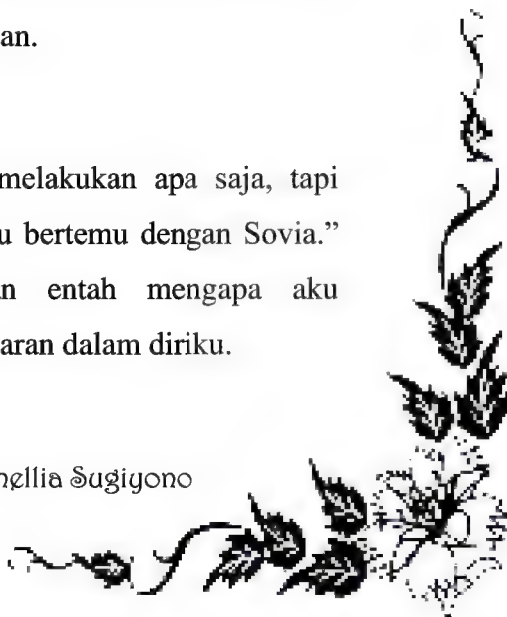 an.
melakukan apa saja, tapi
u bertemu dengan Sovia.”
n entah mengapa aku
aran dalam diriku.
nellia Sugiyono